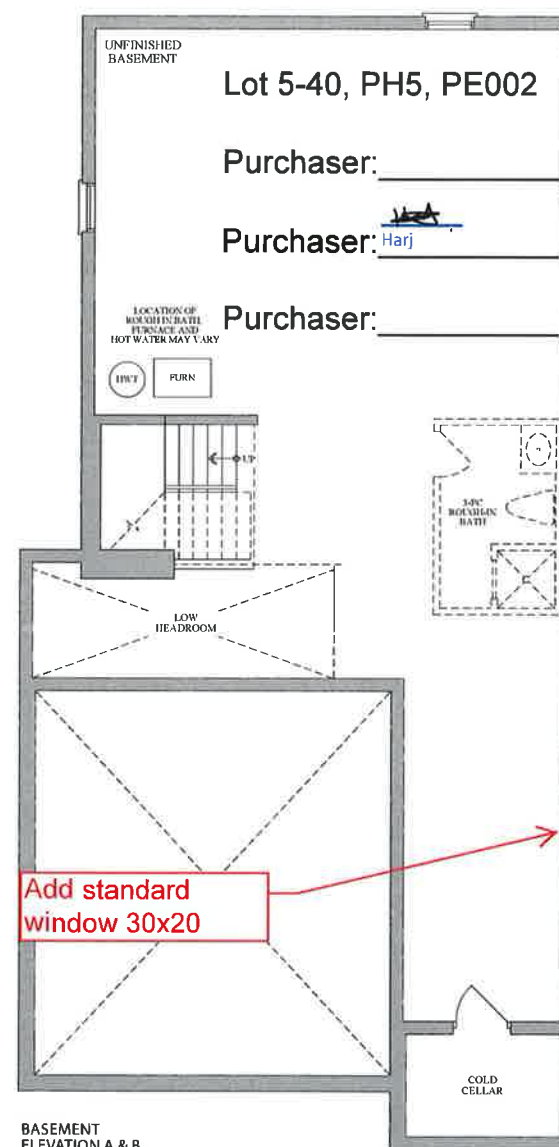 UNFINISHED
BASEMENT
Lot 5-40, PH5, PE002
Purchaser:
Purchaser: Harj
Purchaser:
LOCATION OF
ROUGH IN BATH,
FURNACE AND
HOT WATER MAY VARY
HWT
FURN
UP
3-PC
ROUGH-IN
BATH
LOW
HEADROOM
Add standard
window 30x20
COLD
CELLAR
BASEMENT
ELEVATION A & B